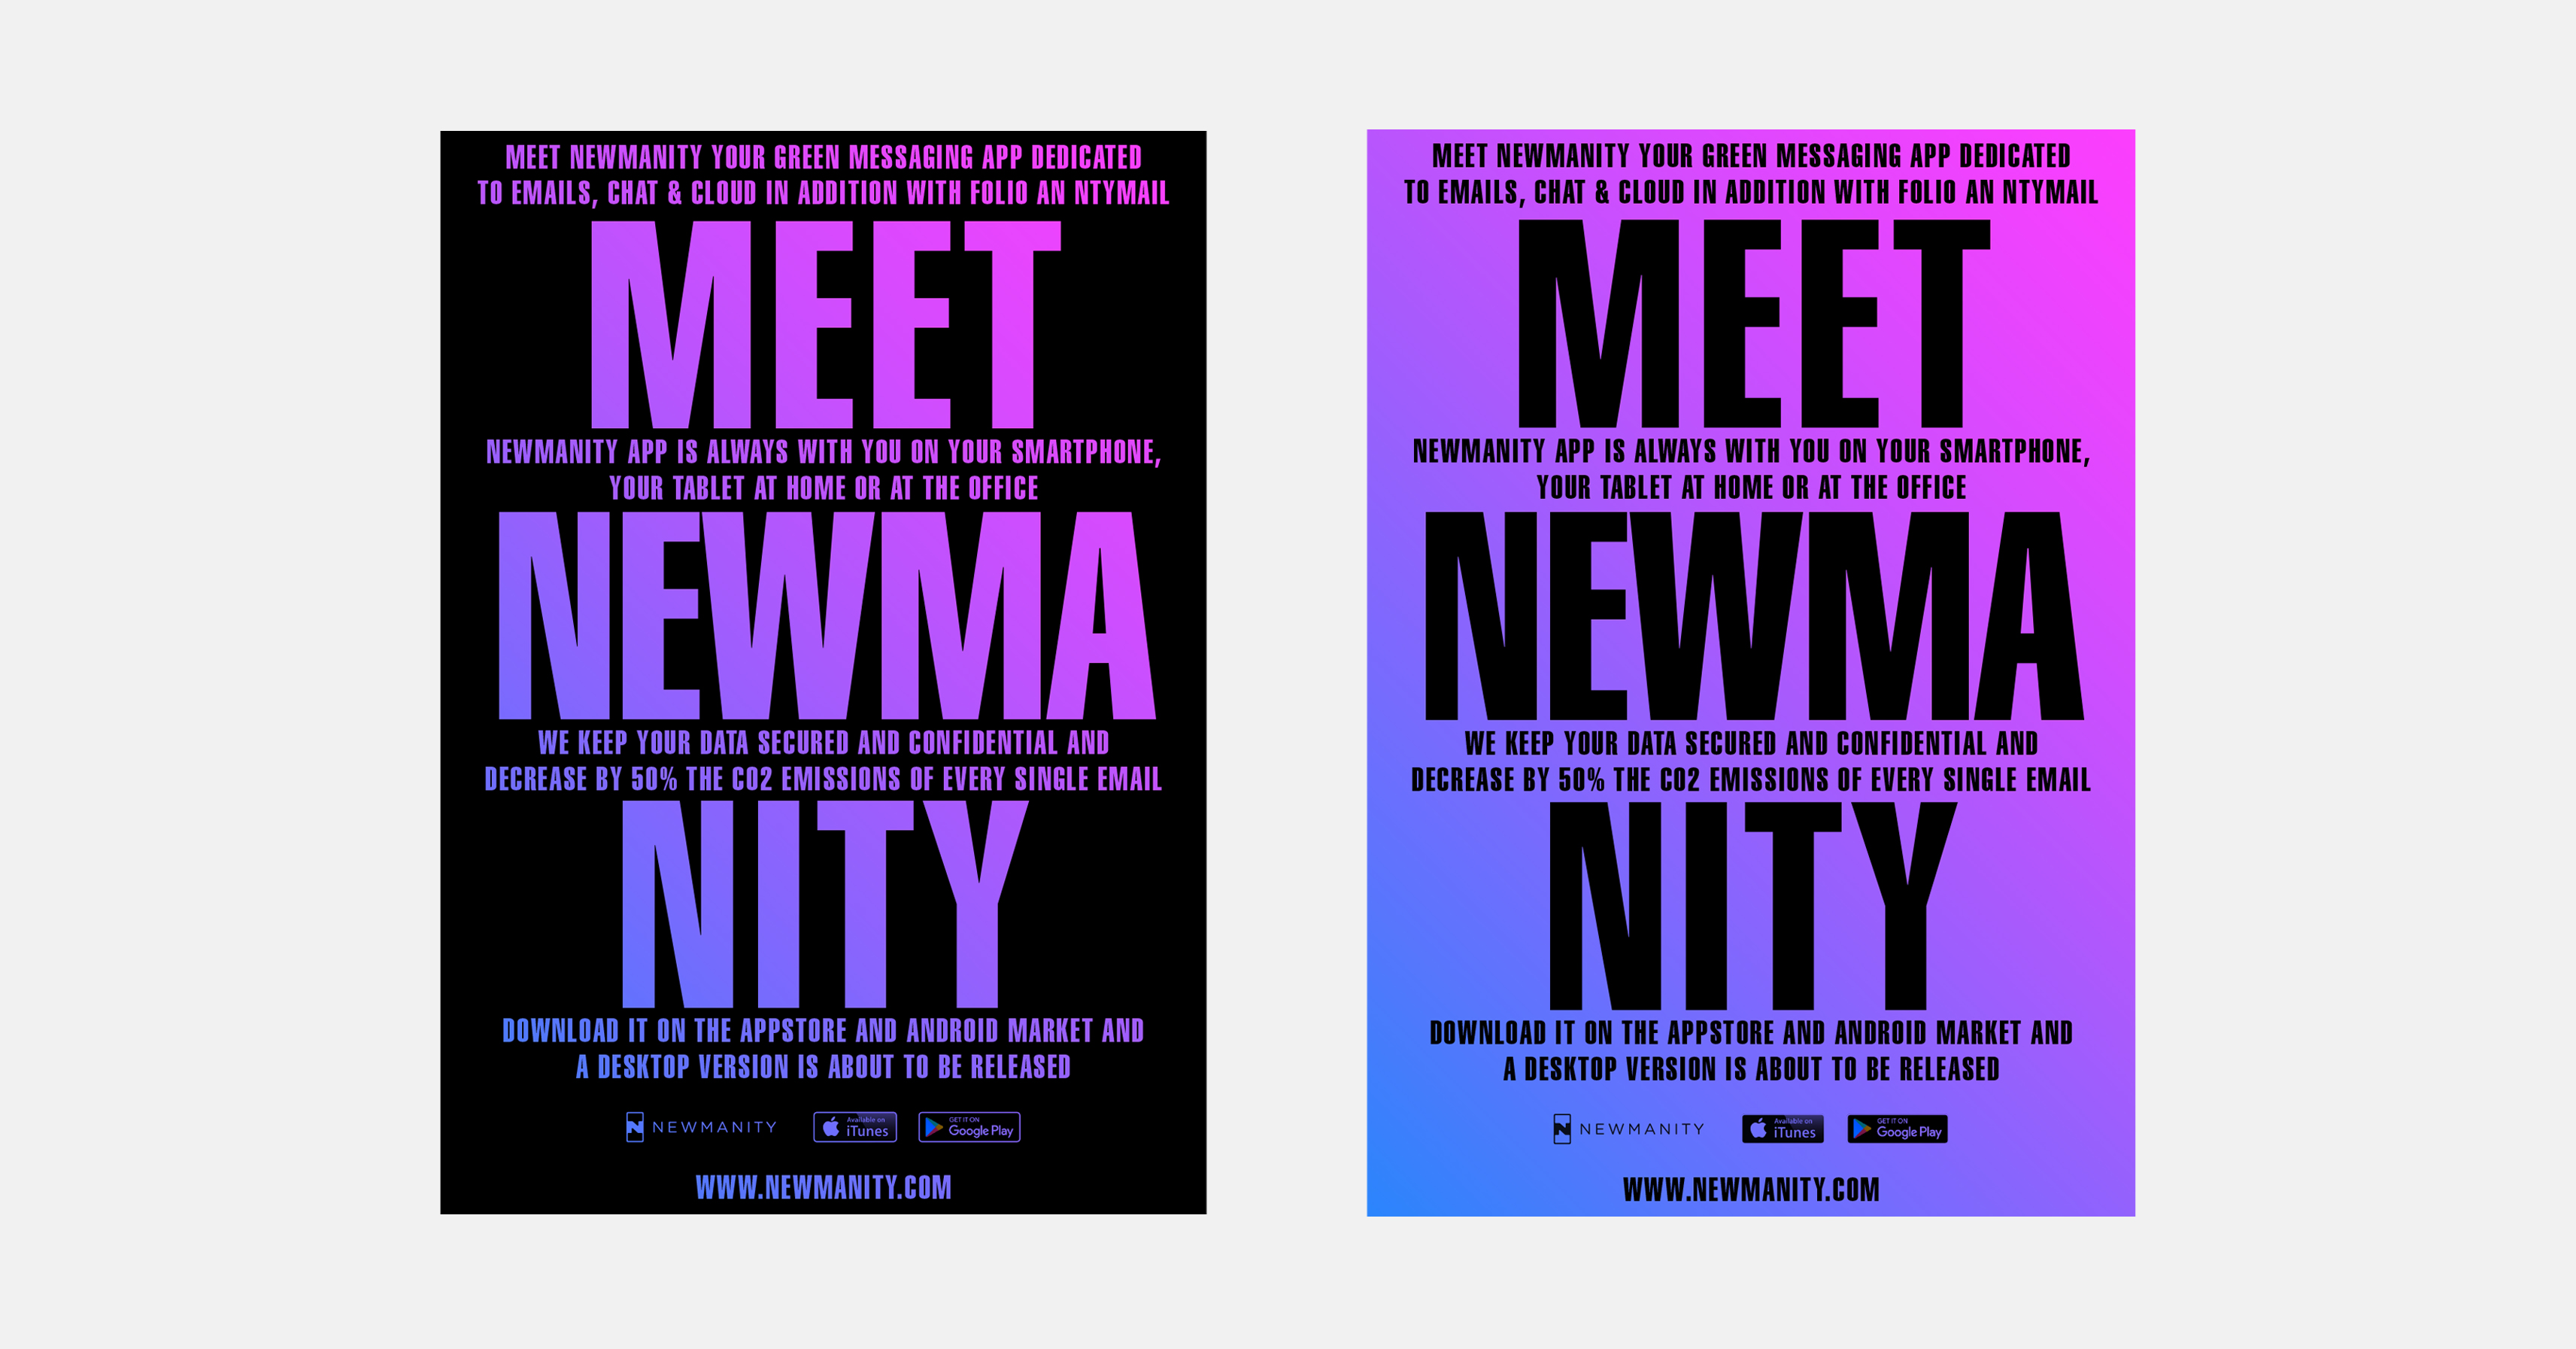 MEET NEWMANITY YOUR GREEN MESSAGING APP DEDICATED
TO EMAILS, CHAT & CLOUD IN ADDITION WITH FOLIO AN NTYMAIL
MEET
NEWMANITY APP IS ALWAYS WITH YOU ON YOUR SMARTPHONE,
YOUR TABLET AT HOME OR AT THE OFFICE
NEWMA
WE KEEP YOUR DATA SECURED AND CONFIDENTIAL AND
DECREASE BY 50% THE CO2 EMISSIONS OF EVERY SINGLE EMAIL
NITY
DOWNLOAD IT ON THE APPSTORE AND ANDROID MARKET AND
A DESKTOP VERSION IS ABOUT TO BE RELEASED
N NEWMANITY
Available on
iTunes
GET IT ON
Google Play
WWW.NEWMANITY.COM
MEET NEWMANITY YOUR GREEN MESSAGING APP DEDICATED
TO EMAILS, CHAT & CLOUD IN ADDITION WITH FOLIO AN NTYMAIL
MEET
NEWMANITY APP IS ALWAYS WITH YOU ON YOUR SMARTPHONE,
YOUR TABLET AT HOME OR AT THE OFFICE
NEWMA
WE KEEP YOUR DATA SECURED AND CONFIDENTIAL AND
DECREASE BY 50% THE CO2 EMISSIONS OF EVERY SINGLE EMAIL
NITY
DOWNLOAD IT ON THE APPSTORE AND ANDROID MARKET AND
A DESKTOP VERSION IS ABOUT TO BE RELEASED
N NEWMANITY
Available on
iTunes
GET IT ON
Google Play
WWW.NEWMANITY.COM